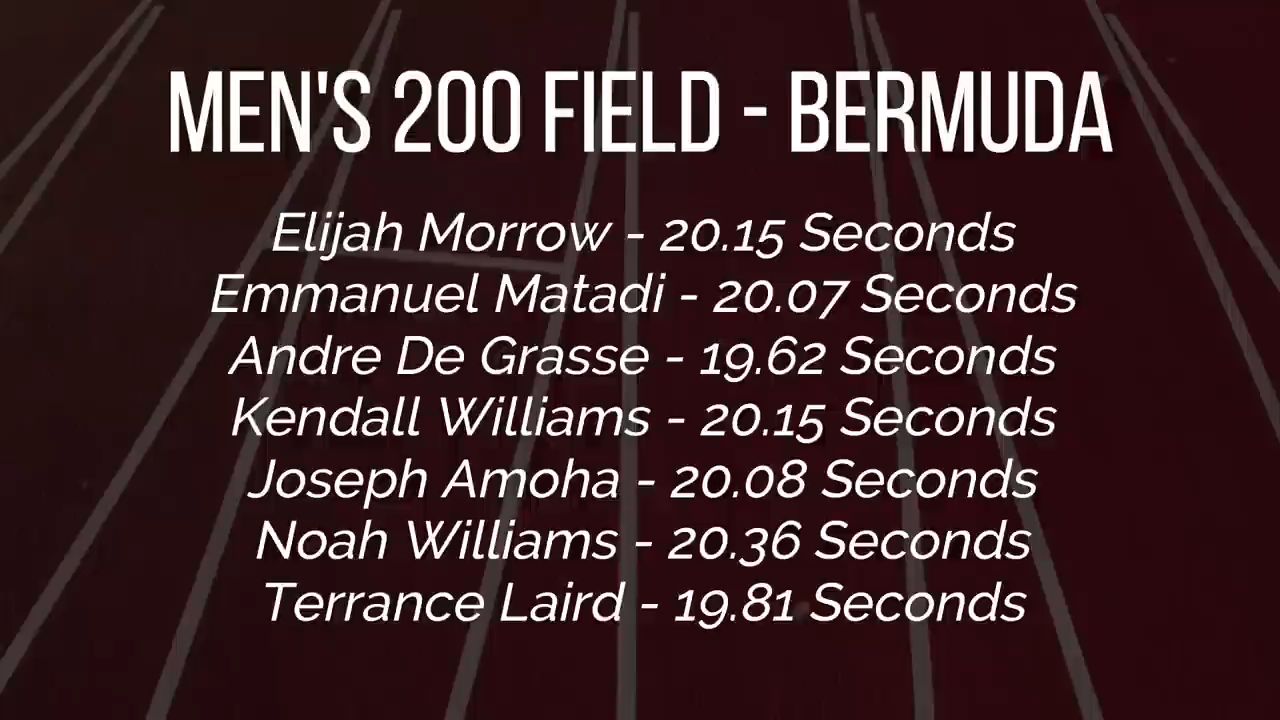 MEN'S 200 FIELD - BERMUDA
Elijah Morrow - 20.15 Seconds
Emmanuel Matadi - 20.07 Seconds
Andre De Grasse - 19.62 Seconds
Kendall Williams - 20.15 Seconds
Joseph Amoha - 20.08 Seconds
Noah Williams - 20.36 Seconds
Terrance Laird - 19.81 Seconds